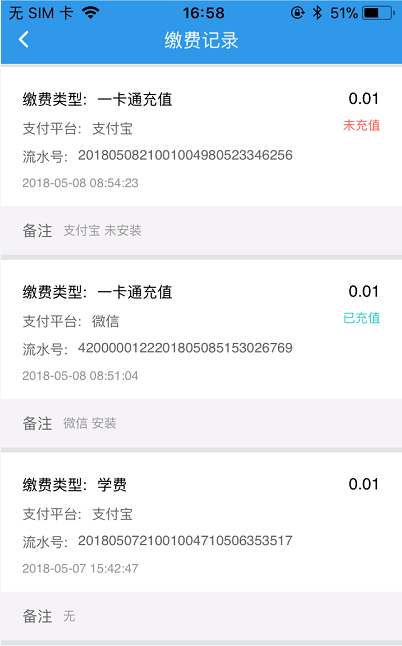 无 SIM 卡 16:58 51%
缴费记录
缴费类型：一卡通充值 0.01
支付平台：支付宝 未充值
流水号：2018050821001004980523346256
2018-05-08 08:54:23
备注 支付宝 未安装
缴费类型：一卡通充值 0.01
支付平台：微信 已充值
流水号：4200000122201805085153026769
2018-05-08 08:51:04
备注 微信 安装
缴费类型：学费 0.01
支付平台：支付宝
流水号：2018050721001004710506353517
2018-05-07 15:42:47
备注 无